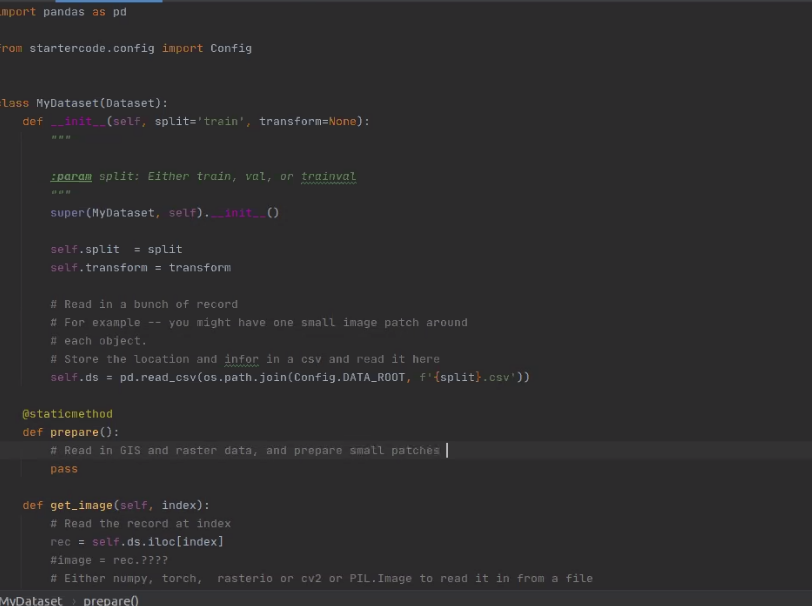 import pandas as pd
from startercode.config import Config
class MyDataset(Dataset):
def __init__(self, split='train', transform=None):
"""
:param split: Either train, val, or trainval
"""
super(MyDataset, self).__init__()
self.split  = split
self.transform = transform
# Read in a bunch of record
# For example -- you might have one small image patch around
# each object.
# Store the location and infor in a csv and read it here
self.ds = pd.read_csv(os.path.join(Config.DATA_ROOT, f'{split}.csv'))
@staticmethod
def prepare():
# Read in GIS and raster data, and prepare small patches
pass
def get_image(self, index):
# Read the record at index
rec = self.ds.iloc[index]
#image = rec.????
# Either numpy, torch,  rasterio or cv2 or PIL.Image to read it in from a file
MyDataset › prepare()